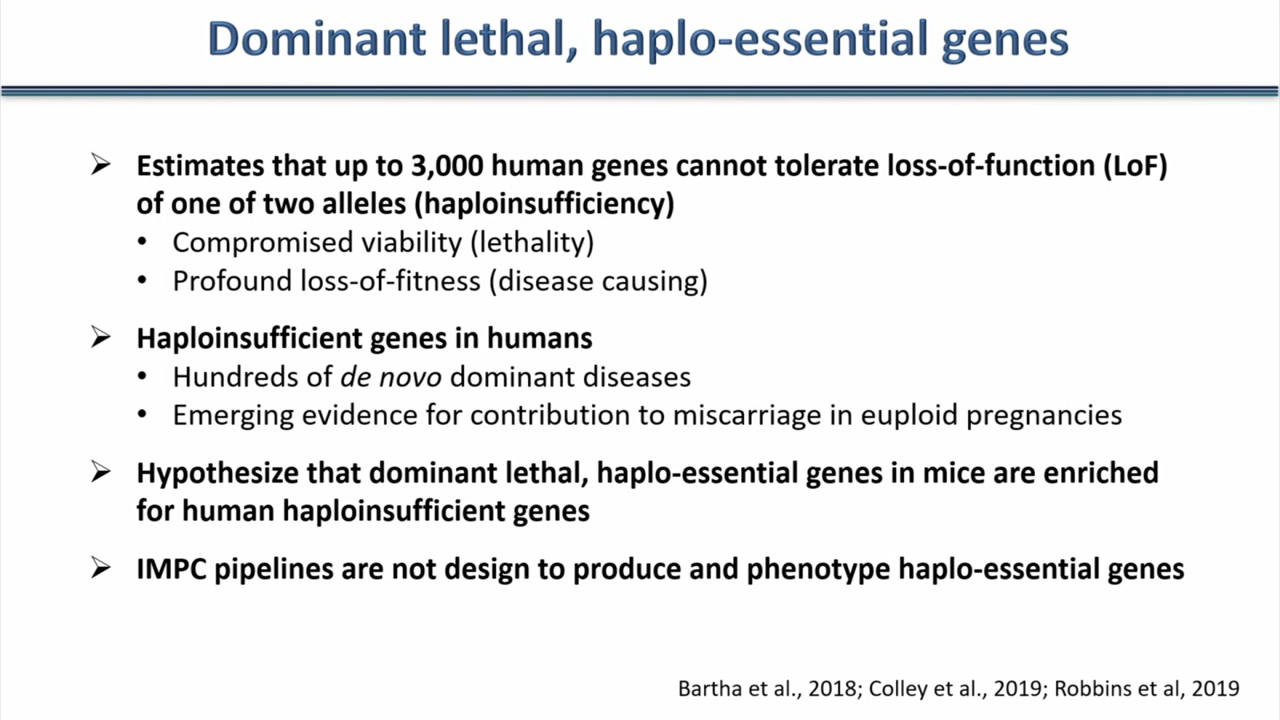 Dominant lethal, haplo-essential genes
➢ Estimates that up to 3,000 human genes cannot tolerate loss-of-function (LoF)
of one of two alleles (haploinsufficiency)
• Compromised viability (lethality)
• Profound loss-of-fitness (disease causing)
➢ Haploinsufficient genes in humans
• Hundreds of de novo dominant diseases
• Emerging evidence for contribution to miscarriage in euploid pregnancies
➢ Hypothesize that dominant lethal, haplo-essential genes in mice are enriched
for human haploinsufficient genes
➢ IMPC pipelines are not design to produce and phenotype haplo-essential genes
Bartha et al., 2018; Colley et al., 2019; Robbins et al, 2019